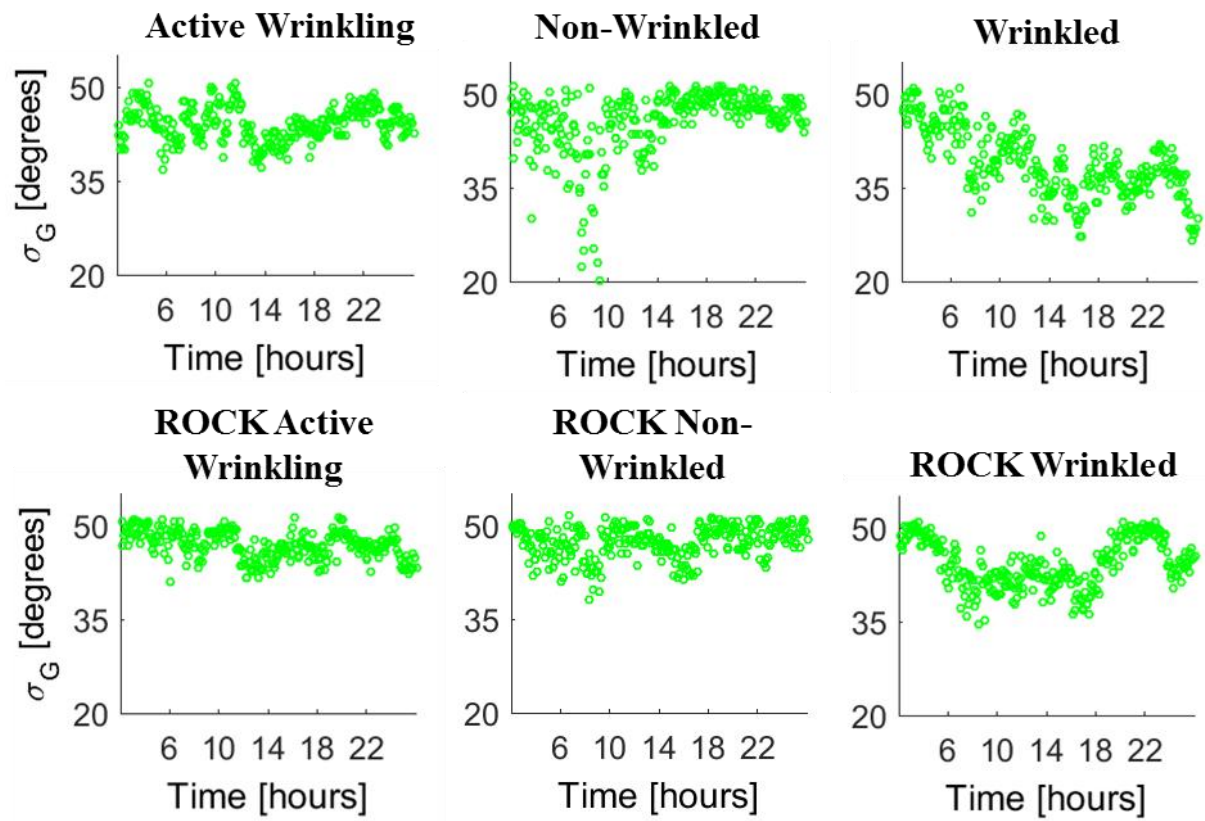 Active Wrinkling
σG [degrees]
50
35
20
6 10 14 18 22
Time [hours]
Non-Wrinkled
50
35
20
6 10 14 18 22
Time [hours]
Wrinkled
50
35
20
6 10 14 18 22
Time [hours]
ROCK Active
Wrinkling
σG [degrees]
50
35
20
6 10 14 18 22
Time [hours]
ROCK Non-
Wrinkled
50
35
20
6 10 14 18 22
Time [hours]
ROCK Wrinkled
50
35
20
6 10 14 18 22
Time [hours]